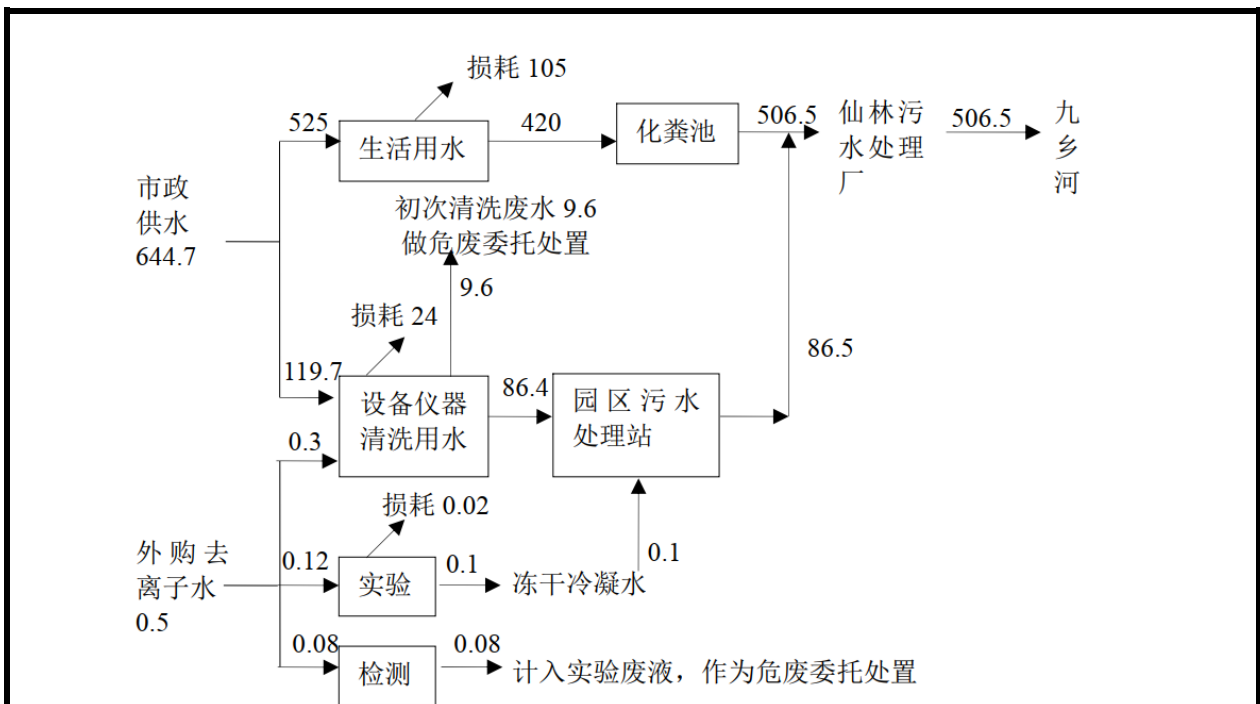 损耗 105
525
生活用水
420
化粪池
506.5
仙林污
水处理
厂
506.5
九
乡
河
市政
供水
644.7
初次清洗废水 9.6
做危废委托处置
9.6
损耗 24
119.7
设备仪器
清洗用水
86.4
园区污水
处理站
86.5
0.3
损耗 0.02
外购去
离子水
0.5
0.12
实验
0.1
冻干冷凝水
0.1
0.08
检测
0.08
计入实验废液，作为危废委托处置